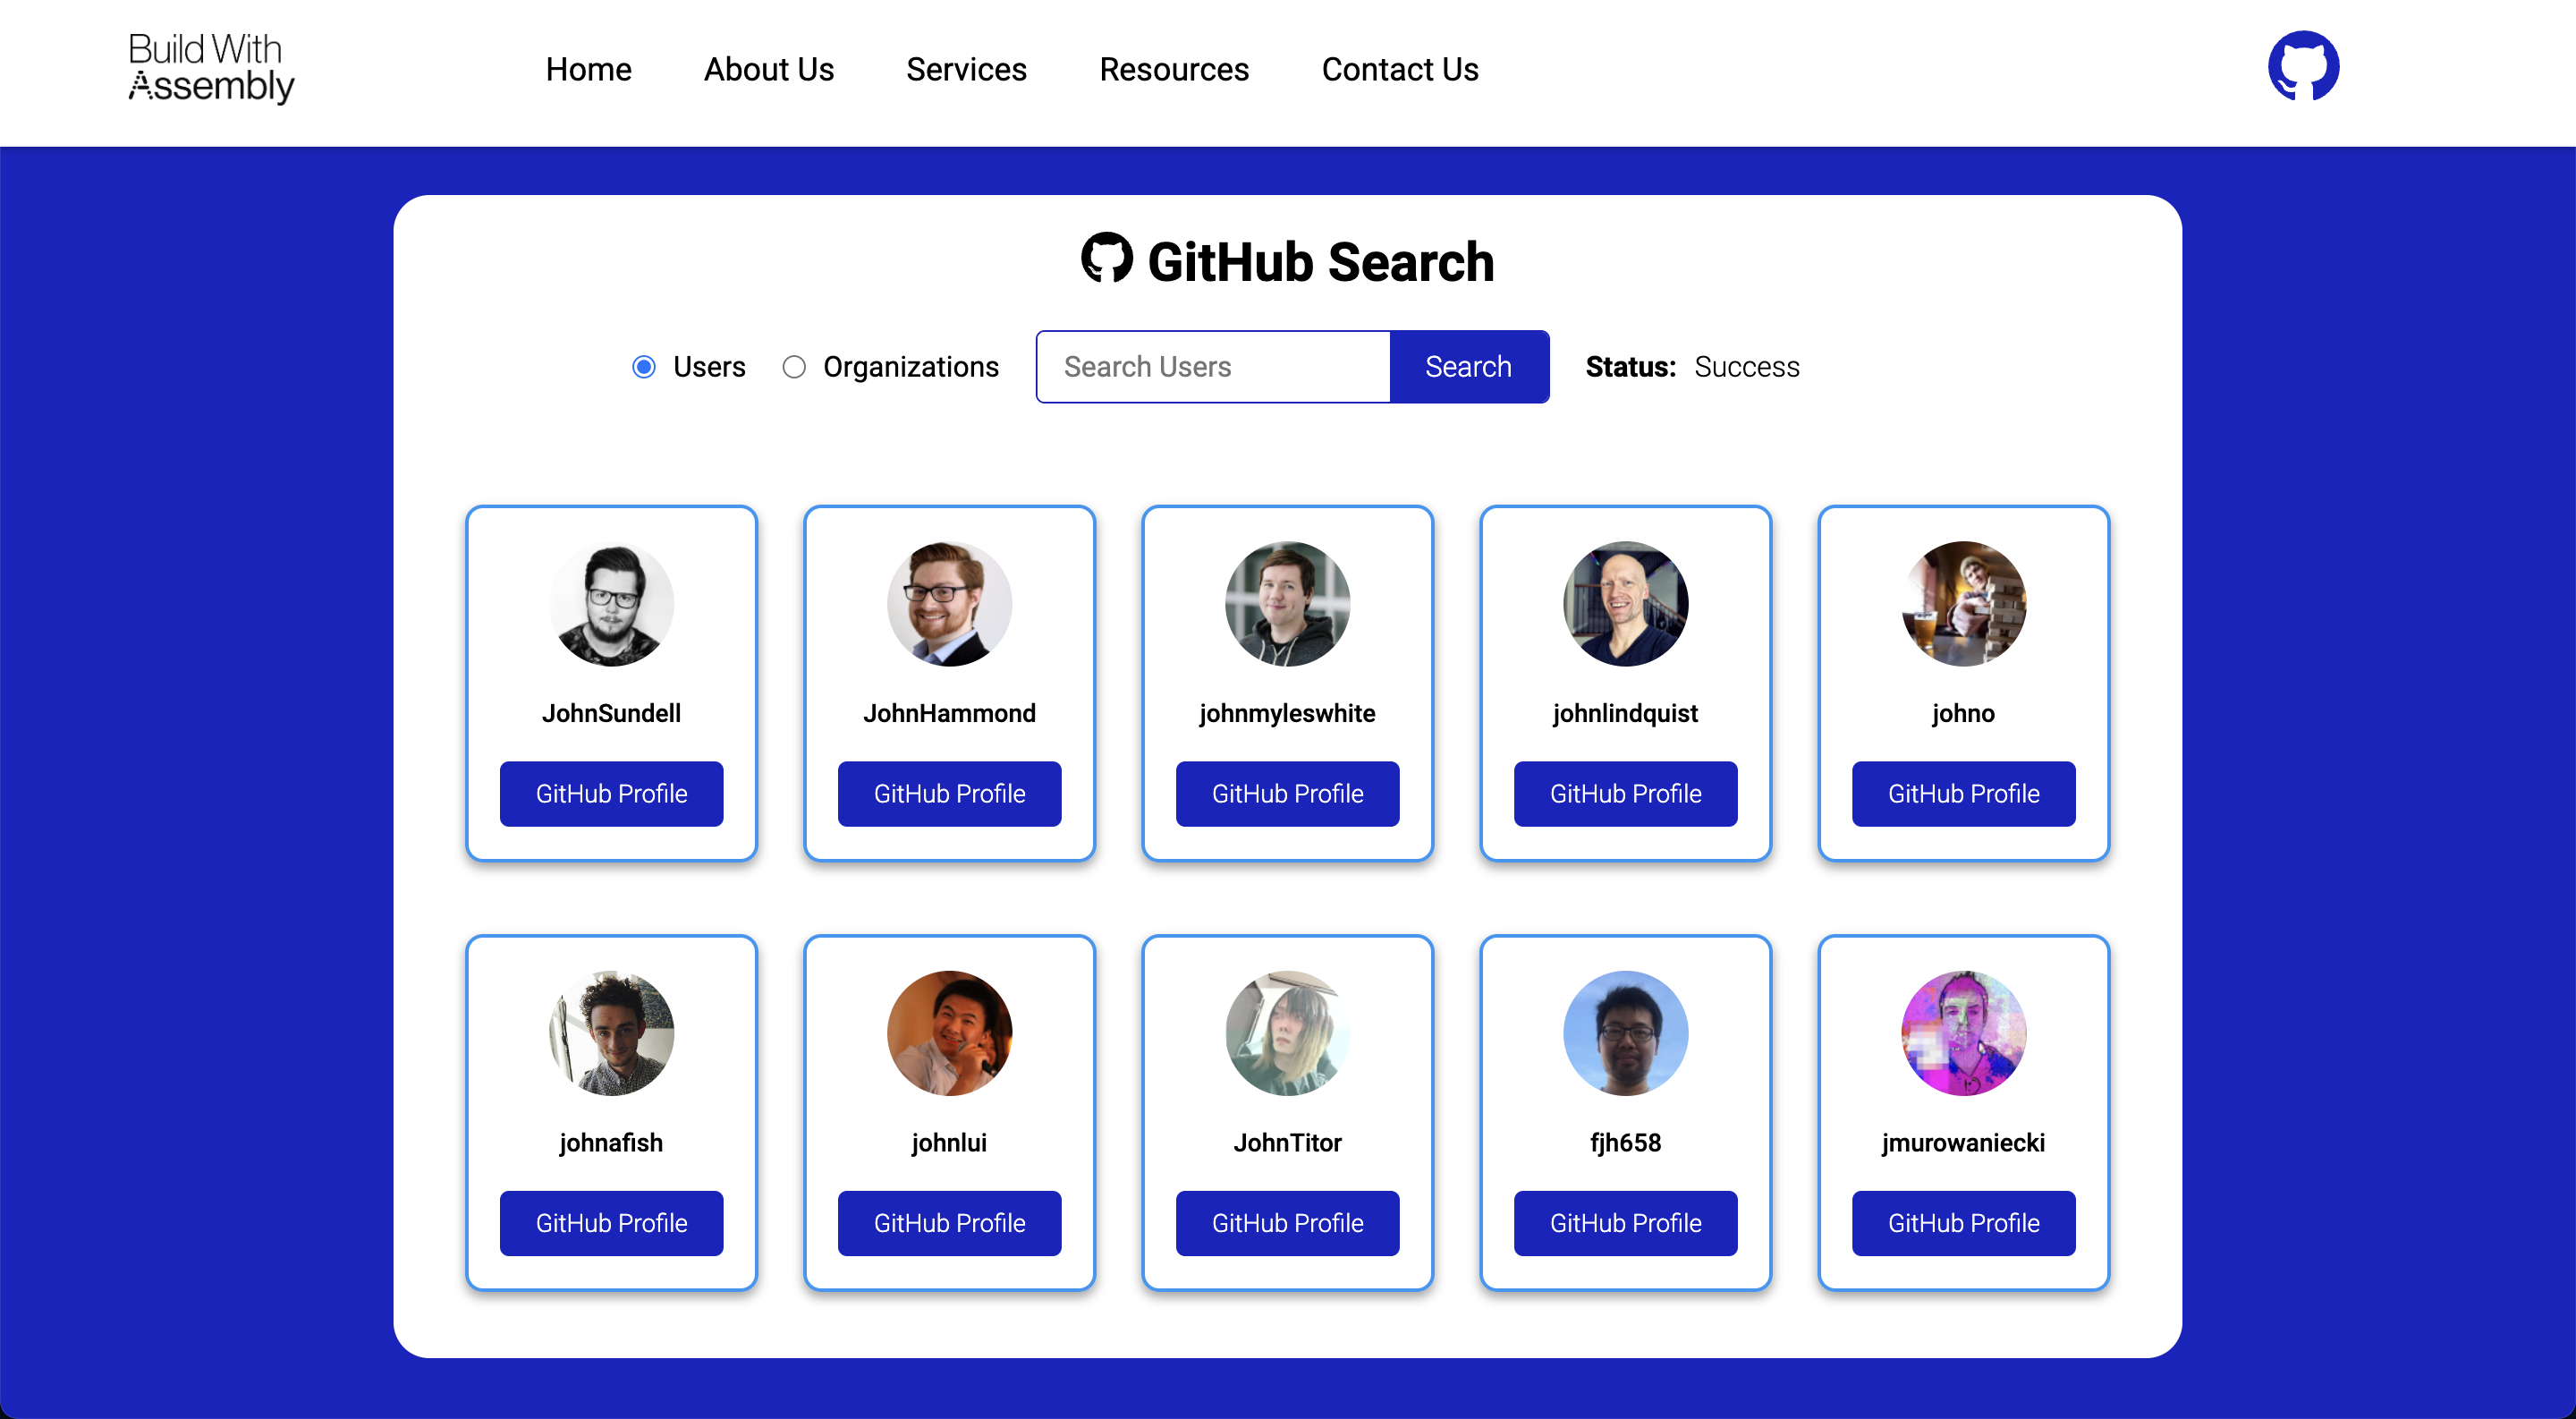 Build With
Assembly
Home About Us Services Resources Contact Us
GitHub Search
Users Organizations Search Users Search Status: Success
JohnSundell JohnHammond johnmyleswhite johnlindquist johno
GitHub Profile GitHub Profile GitHub Profile GitHub Profile GitHub Profile
johnafish johnlui JohnTitor fjh658 jmurowaniecki
GitHub Profile GitHub Profile GitHub Profile GitHub Profile GitHub Profile